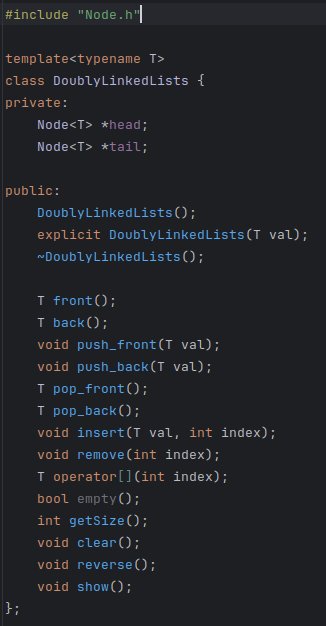 #include "Node.h"
template<typename T>
class DoublyLinkedLists {
private:
    Node<T> *head;
    Node<T> *tail;
public:
    DoublyLinkedLists();
    explicit DoublyLinkedLists(T val);
    ~DoublyLinkedLists();
    T front();
    T back();
    void push_front(T val);
    void push_back(T val);
    T pop_front();
    T pop_back();
    void insert(T val, int index);
    void remove(int index);
    T operator[](int index);
    bool empty();
    int getSize();
    void clear();
    void reverse();
    void show();
};